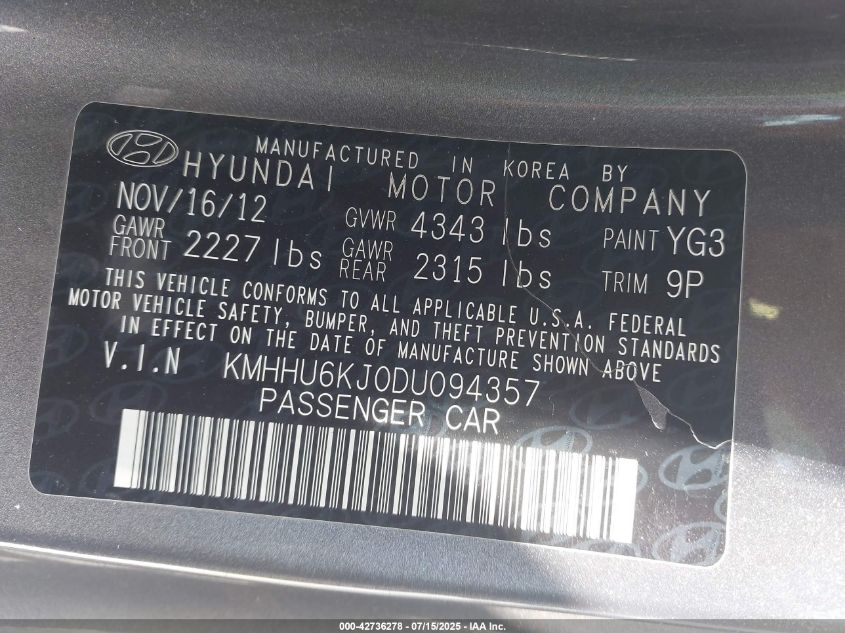 MANUFACTURED IN KOREA BY
HYUNDAI MOTOR COMPANY
NOV/16/12 GVWR 4343 lbs PAINT YG3
GAWR FRONT 2227 lbs GAWR REAR 2315 lbs TRIM 9P
THIS VEHICLE CONFORMS TO ALL APPLICABLE U.S.A. FEDERAL
MOTOR VEHICLE SAFETY, BUMPER, AND THEFT PREVENTION STANDARDS
IN EFFECT ON THE DATE OF MANUFACTURE SHOWN ABOVE
V.I.N KMHHU6KJ0DU094357
PASSENGER CAR
000-42736278 - 07/15/2025 - IAA Inc.